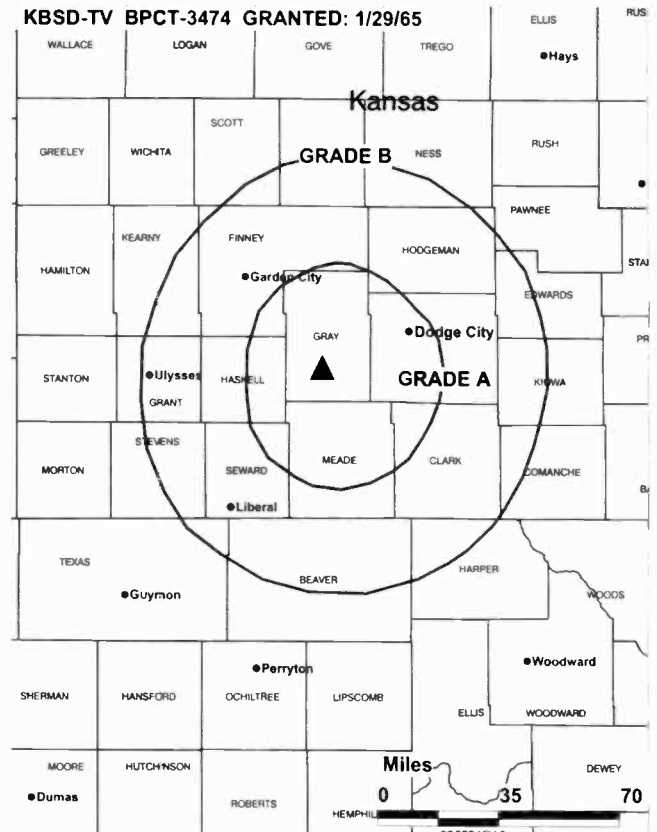 KBSD-TV BPCT-3474 GRANTED: 1/29/65
ELLIS
WALLACE LOGAN GOVE TREGO
Hays
Kansas
SCOTT
GREELEY WICHITA GRADE B NESS RUSH
PAWNEE
KEARNY FINNEY HODGEMAN
HAMILTON Garden City EDWARDS
GRAY Dodge City
STANTON Ulysses HASKELL GRADE A KIOWA
GRANT
STEVENS
MORTON SEWARD MEADE CLARK COMANCHE
Liberal
TEXAS BEAVER HARPER
Guymon WOODS
Perryton Woodward
SHERMAN HANSFORD OCHILTREE LIPSCOMB
ELLIS WOODWARD
MOORE HUTCHINSON Miles DEWEY
Dumas ROBERTS 0 35 70